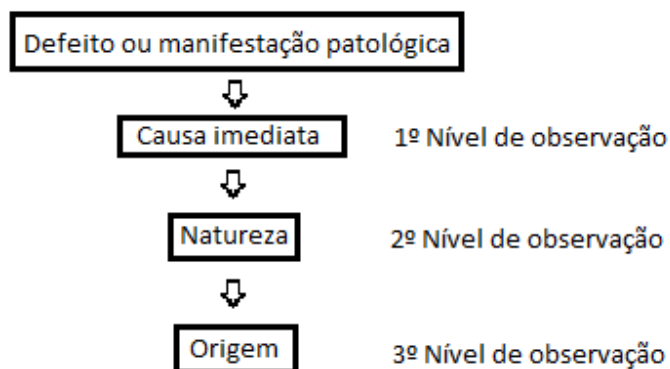 Defeito ou manifestação patológica
Causa imediata 1º Nível de observação
Natureza 2º Nível de observação
Origem 3º Nível de observação